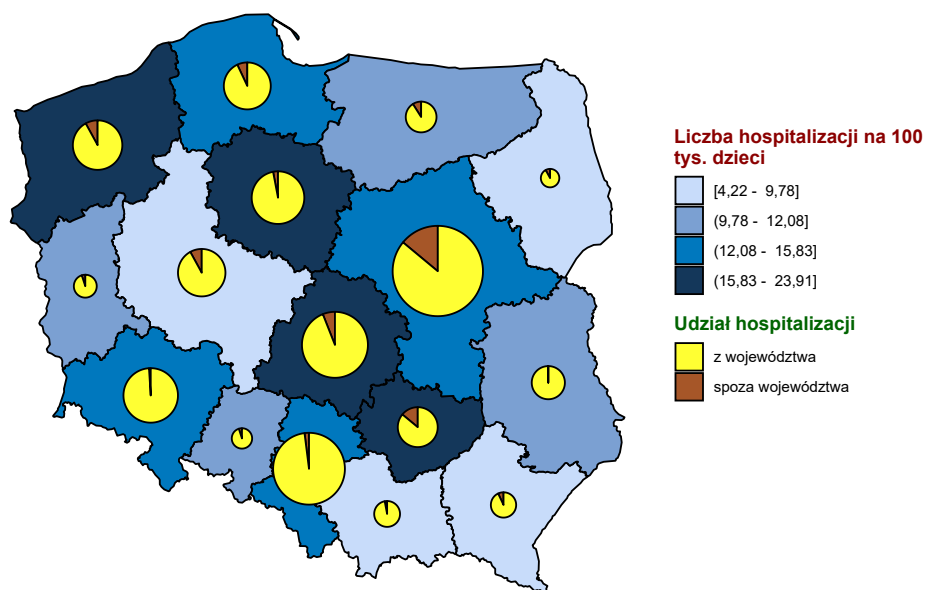 Liczba hospitalizacji na 100
tys. dzieci
[4,22 - 9,78]
(9,78 - 12,08]
(12,08 - 15,83]
(15,83 - 23,91]
Udział hospitalizacji
z województwa
spoza województwa